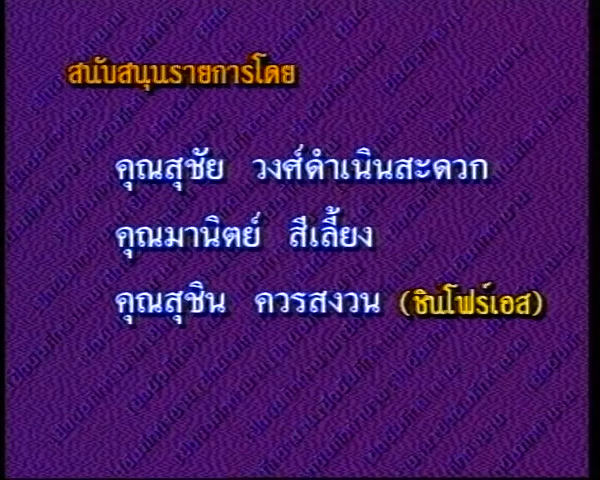 สนับสนุนรายการโดย
คุณสุชัย วงศ์ดำเนินสะดวก
คุณมานิตย์ สีเลี้ยง
คุณสุชิน ควรสงวน (ชินโฟร์เอส)